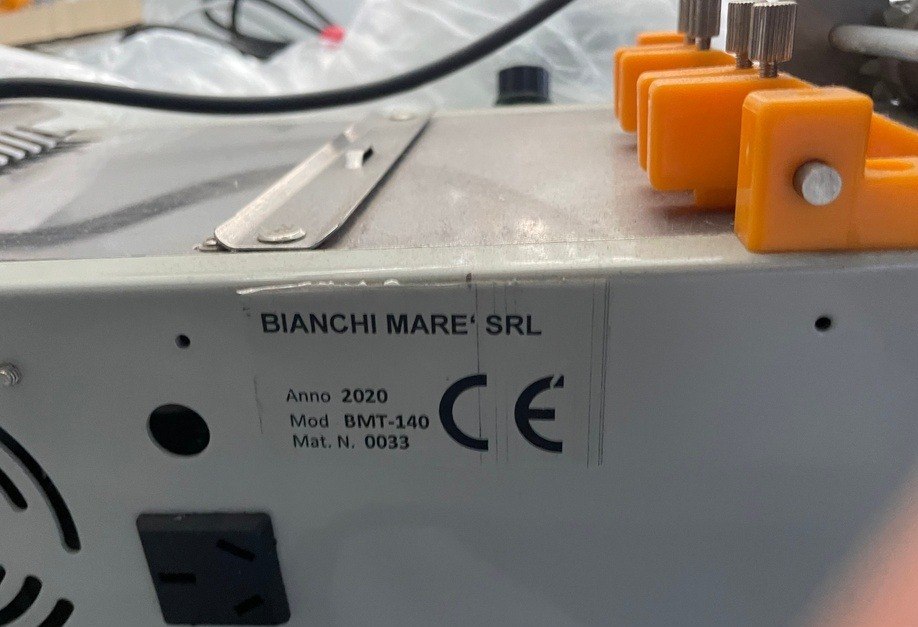 BIANCHI MARE' SRL
Anno 2020
Mod BMT-140
Mat. N. 0033
CE